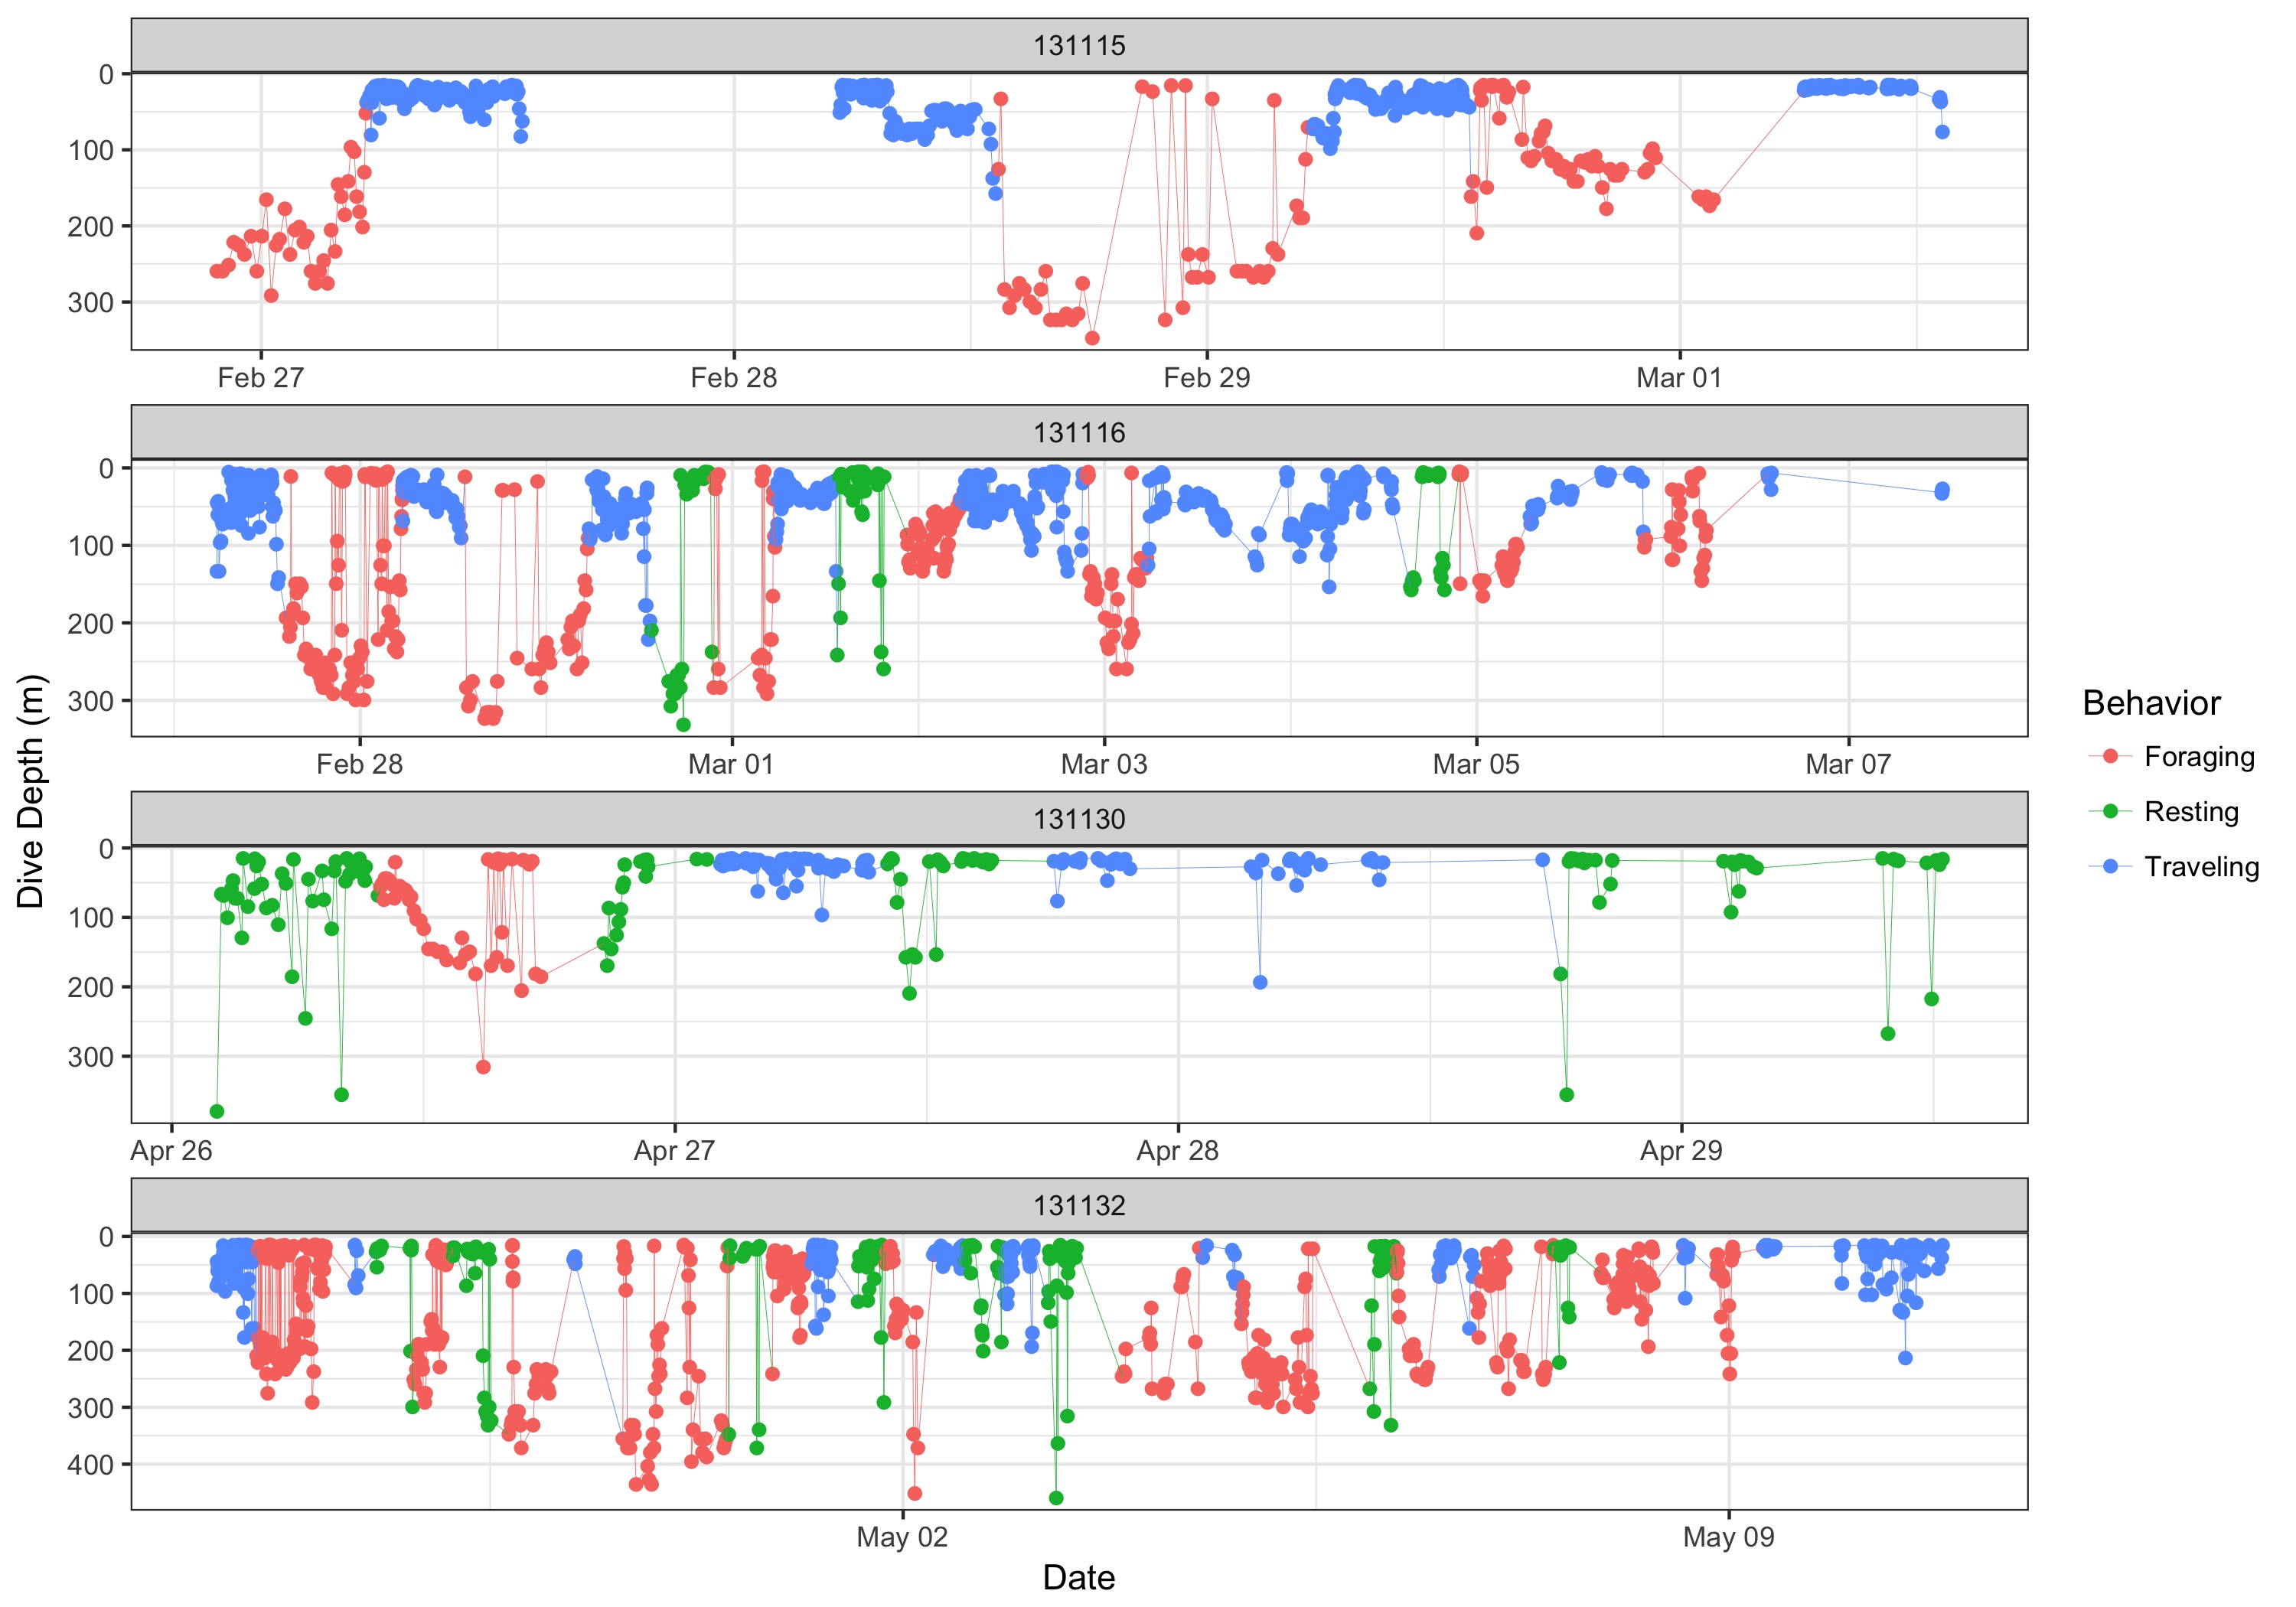 131115
0
100
200
300
Feb 27 Feb 28 Feb 29 Mar 01
131116
0
100
200
300
Feb 28 Mar 01 Mar 03 Mar 05 Mar 07
131130
0
100
200
300
Apr 26 Apr 27 Apr 28 Apr 29
131132
0
100
200
300
400
May 02 May 09
Date
Dive Depth (m)
Behavior
Foraging
Resting
Traveling